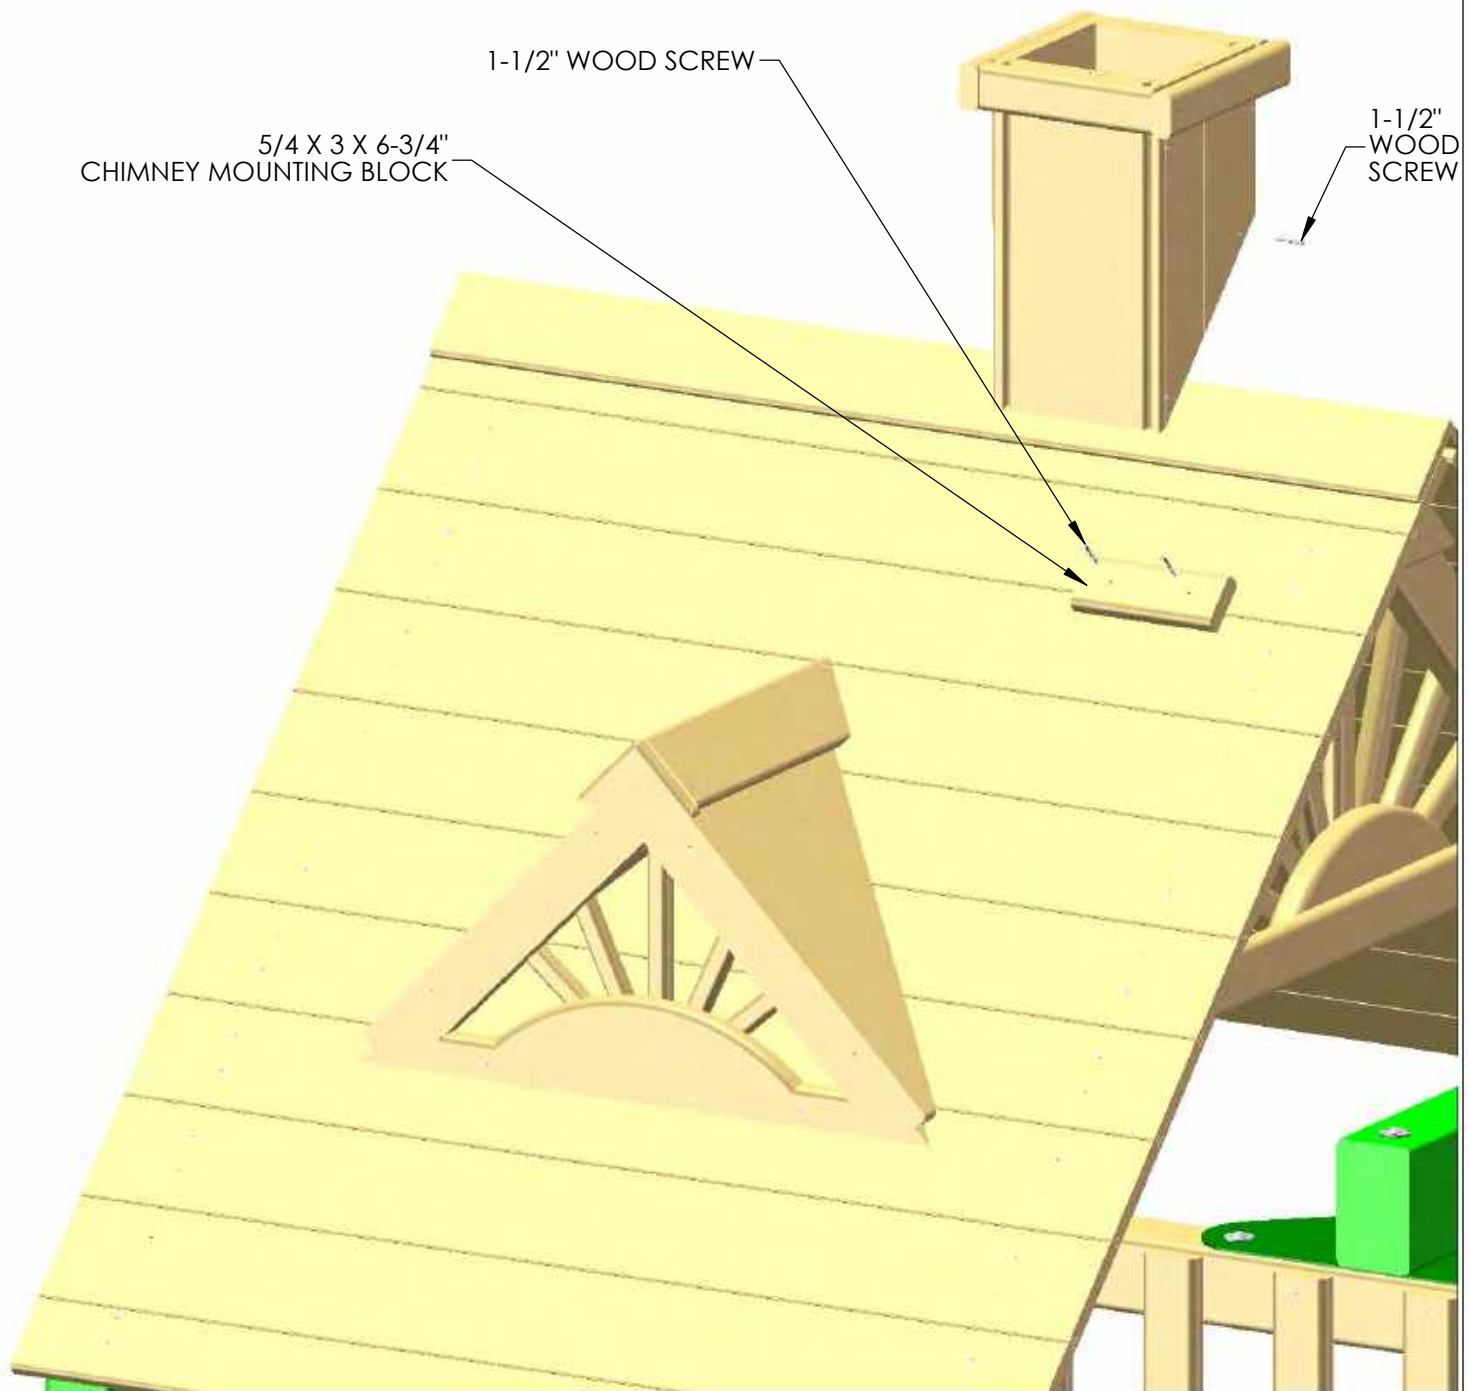 1-1/2" WOOD SCREW
5/4 X 3 X 6-3/4"
CHIMNEY MOUNTING BLOCK
1-1/2"
WOOD
SCREW